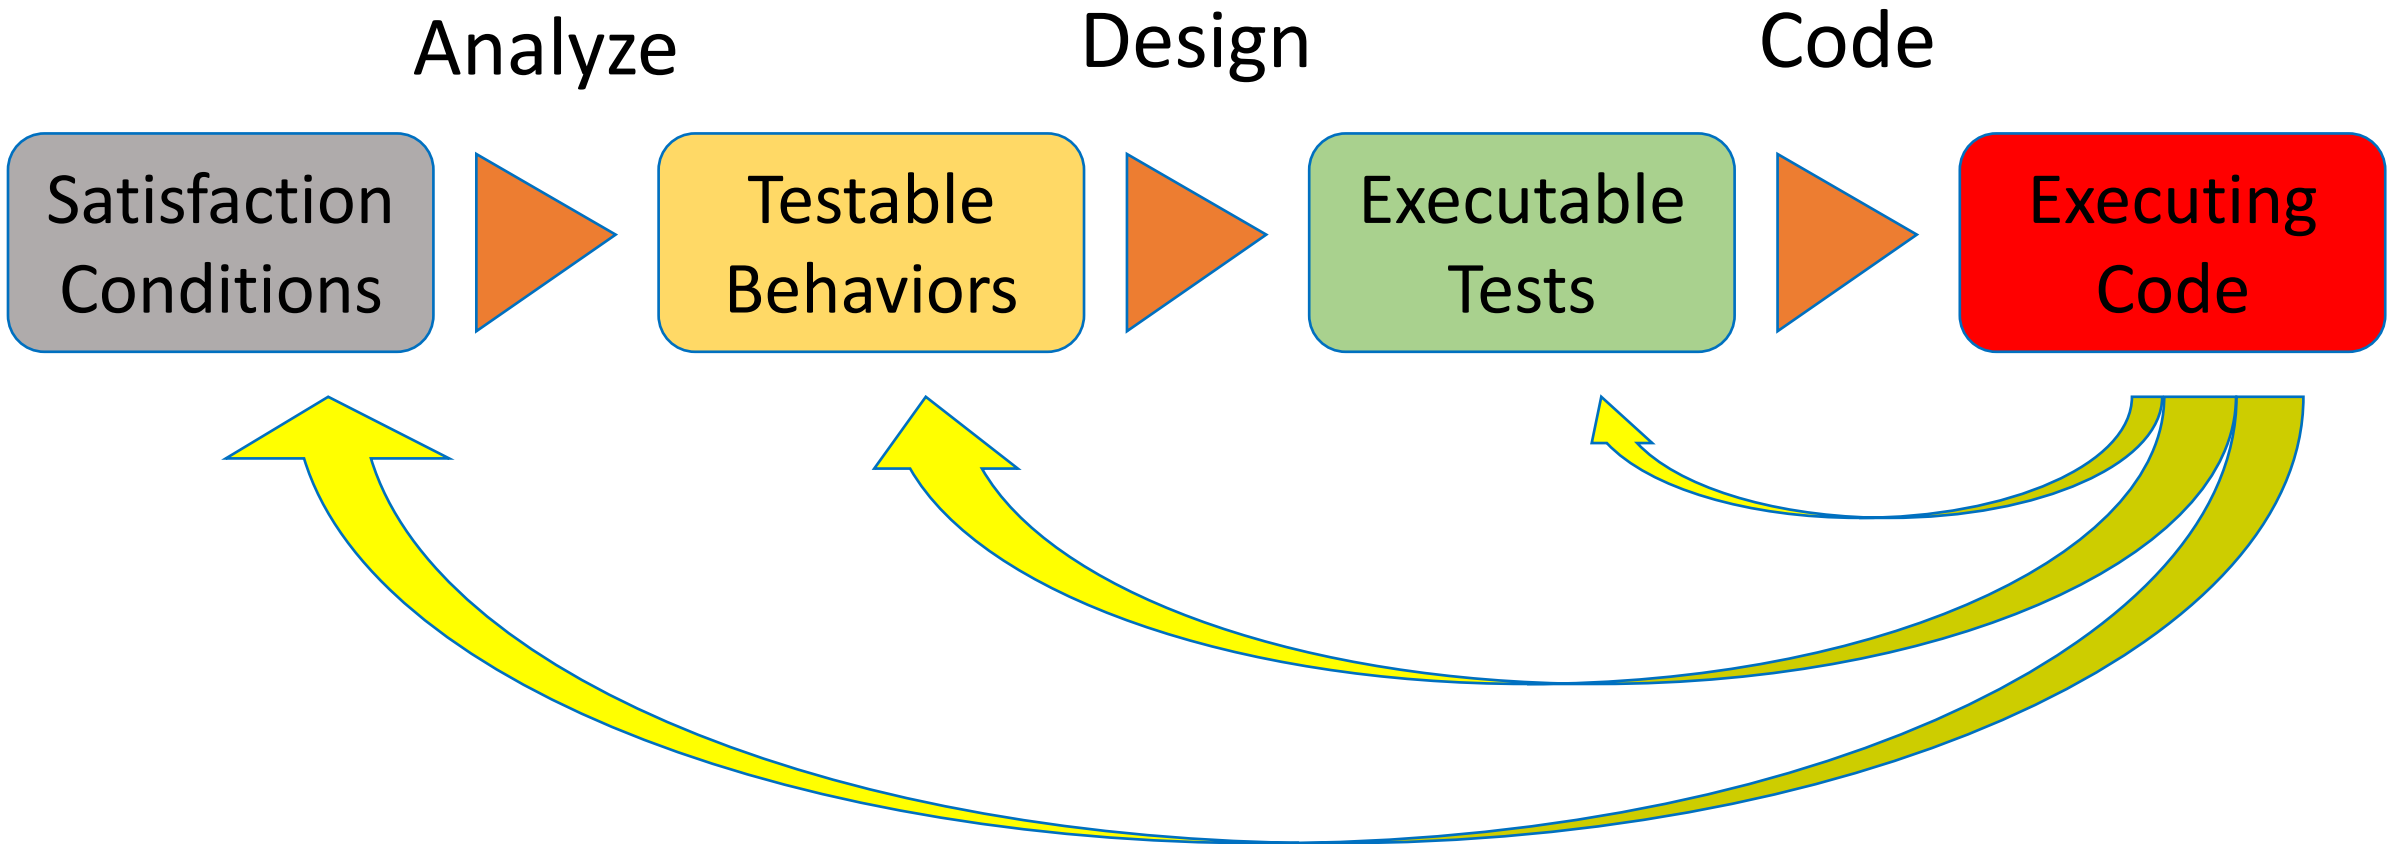 Analyze
Design
Code
Satisfaction
Conditions
Testable
Behaviors
Executable
Tests
Executing
Code